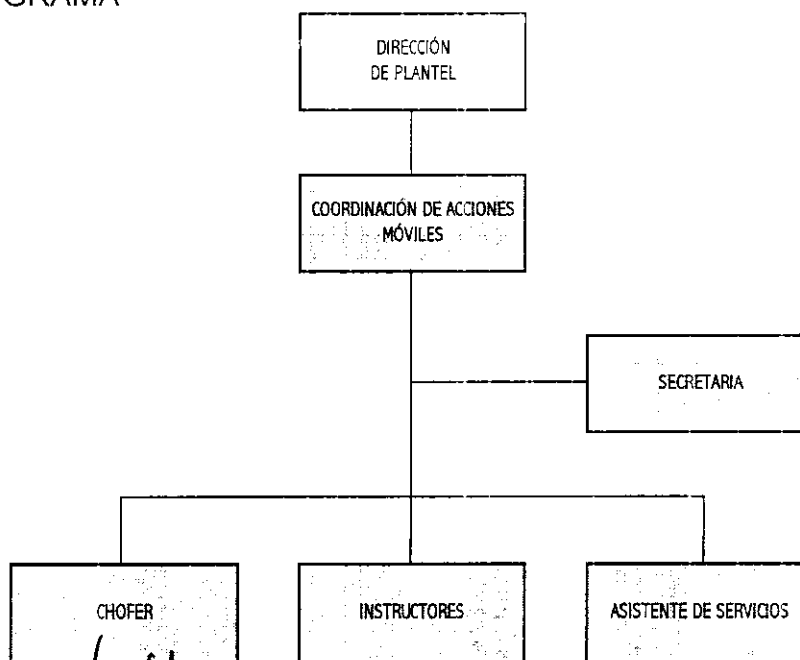 DIRECCIÓN
DE PLANTEL
COORDINACIÓN DE ACCIONES
MÓVILES
SECRETARIA
CHOFER
INSTRUCTORES
ASISTENTE DE SERVICIOS